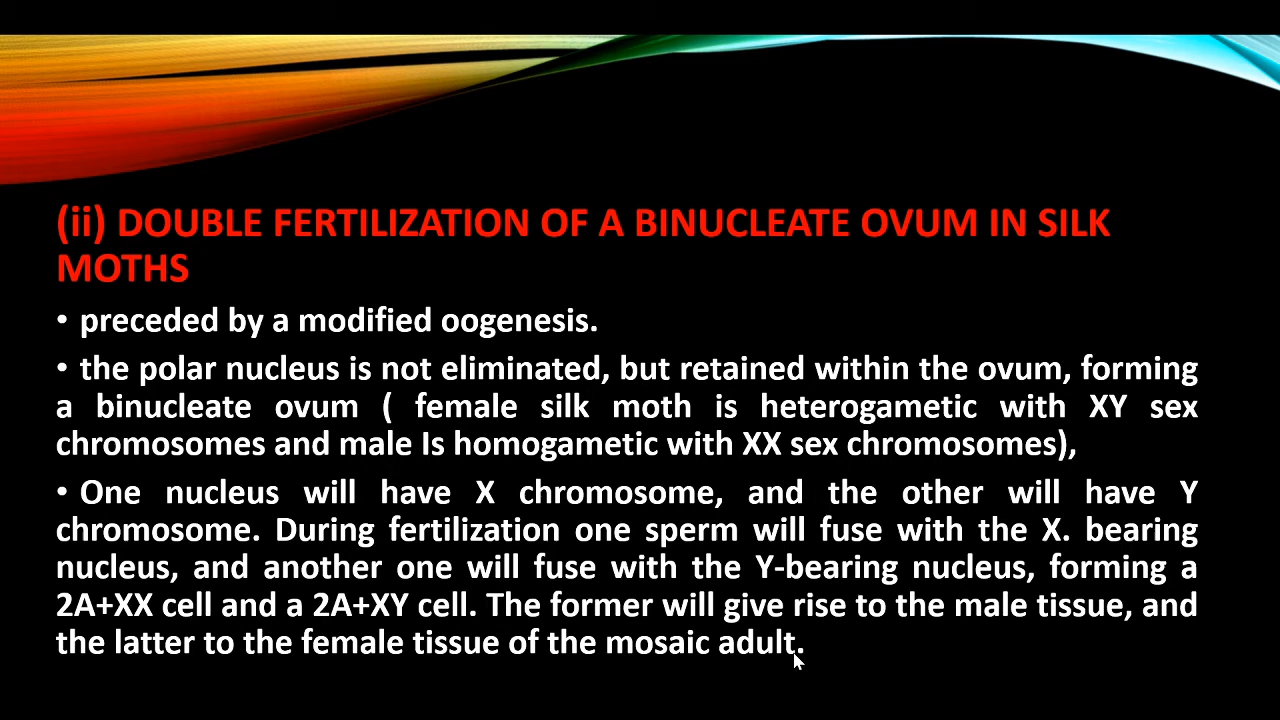 (ii) DOUBLE FERTILIZATION OF A BINUCLEATE OVUM IN SILK
MOTHS
• preceded by a modified oogenesis.
• the polar nucleus is not eliminated, but retained within the ovum, forming
a binucleate ovum ( female silk moth is heterogametic with XY sex
chromosomes and male Is homogametic with XX sex chromosomes),
• One nucleus will have X chromosome, and the other will have Y
chromosome. During fertilization one sperm will fuse with the X. bearing
nucleus, and another one will fuse with the Y-bearing nucleus, forming a
2A+XX cell and a 2A+XY cell. The former will give rise to the male tissue, and
the latter to the female tissue of the mosaic adult.